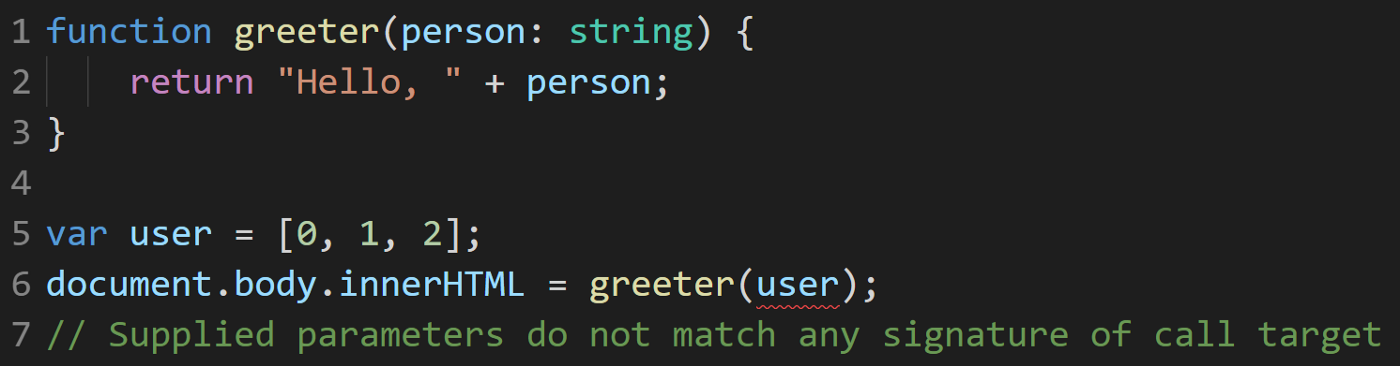 1 function greeter(person: string) {
2     return "Hello, " + person;
3 }
4
5 var user = [0, 1, 2];
6 document.body.innerHTML = greeter(user);
7 // Supplied parameters do not match any signature of call target